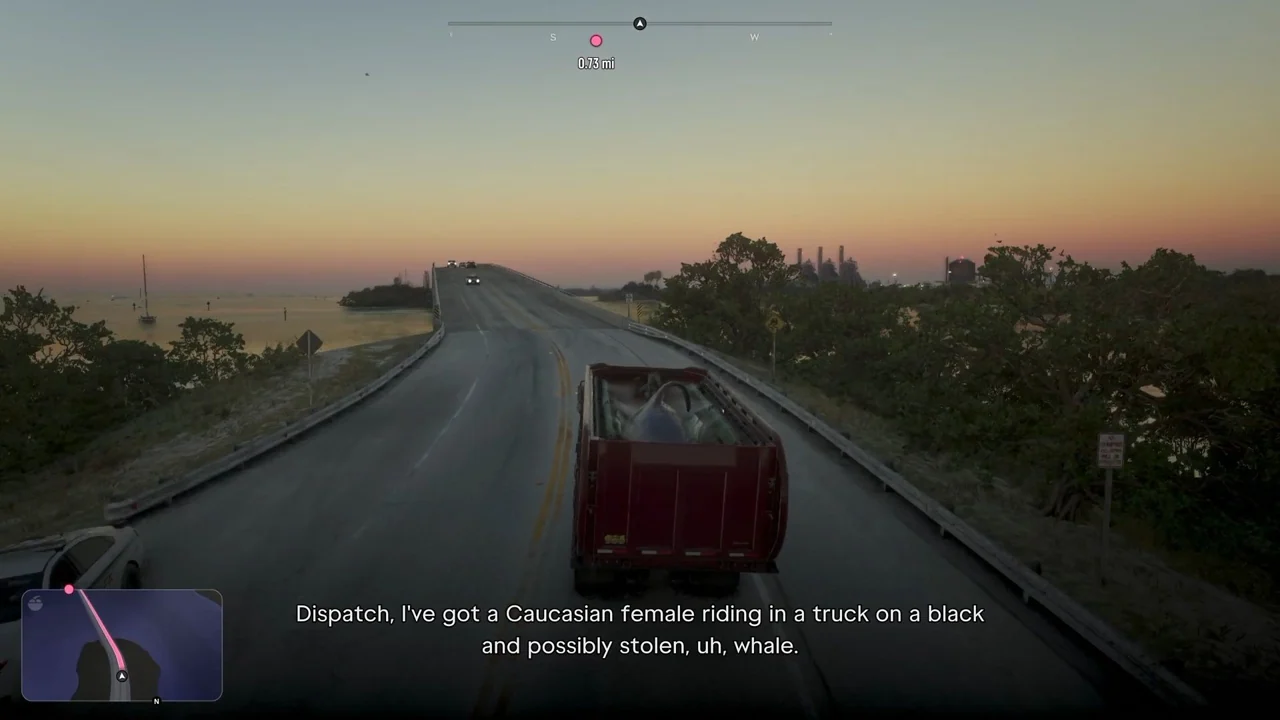 S
W
0.73 mi
Dispatch, I've got a Caucasian female riding in a truck on a black
and possibly stolen, uh, whale.
N